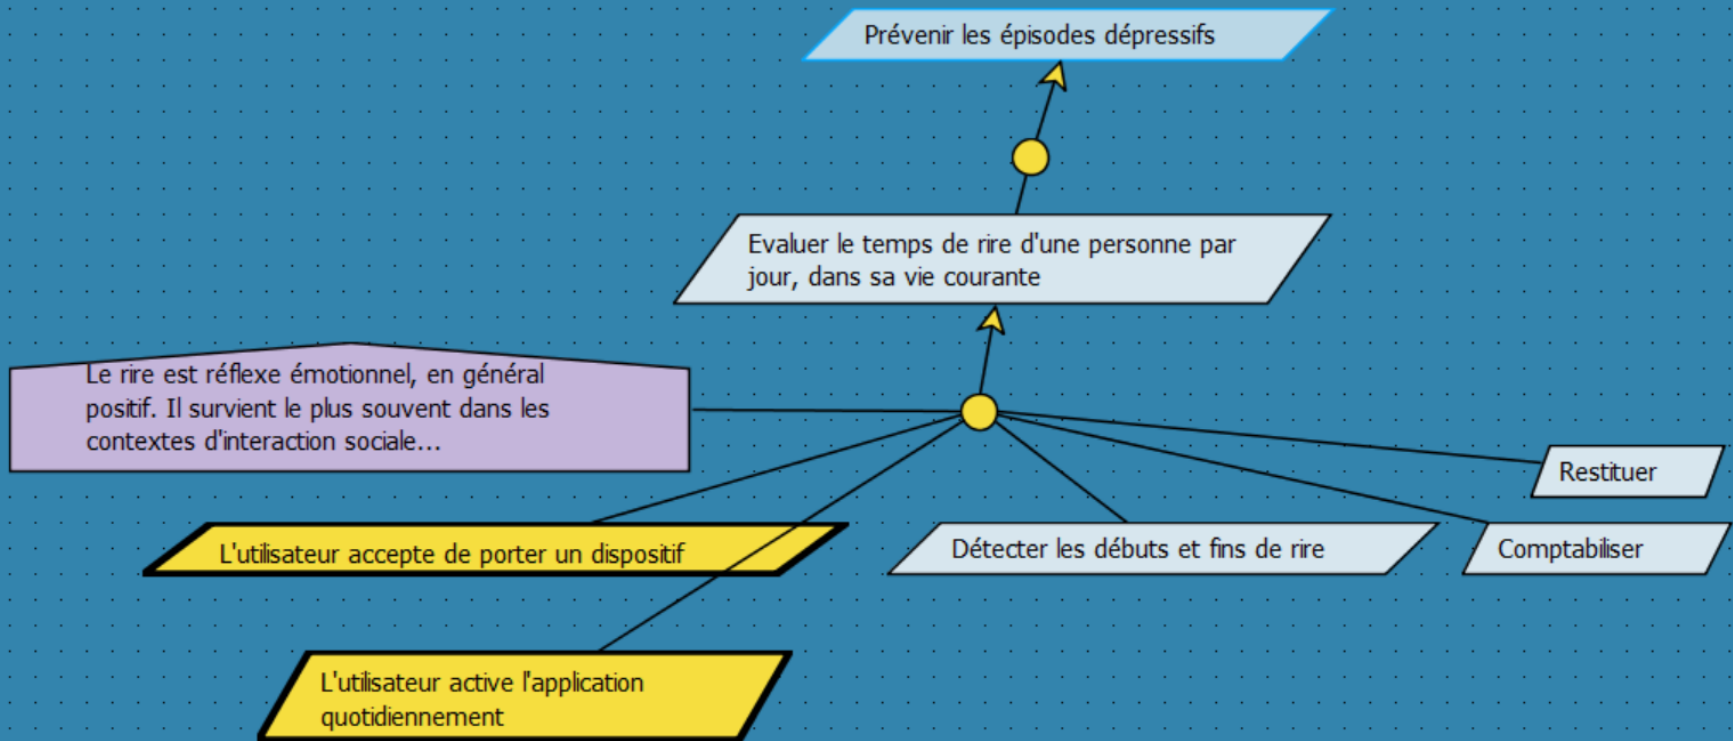 Prévenir les épisodes dépressifs
Evaluer le temps de rire d'une personne par
jour, dans sa vie courante
Le rire est réflexe émotionnel, en général
positif. Il survient le plus souvent dans les
contextes d'interaction sociale...
Restituer
L'utilisateur accepte de porter un dispositif
Détecter les débuts et fins de rire
Comptabiliser
L'utilisateur active l'application
quotidiennement